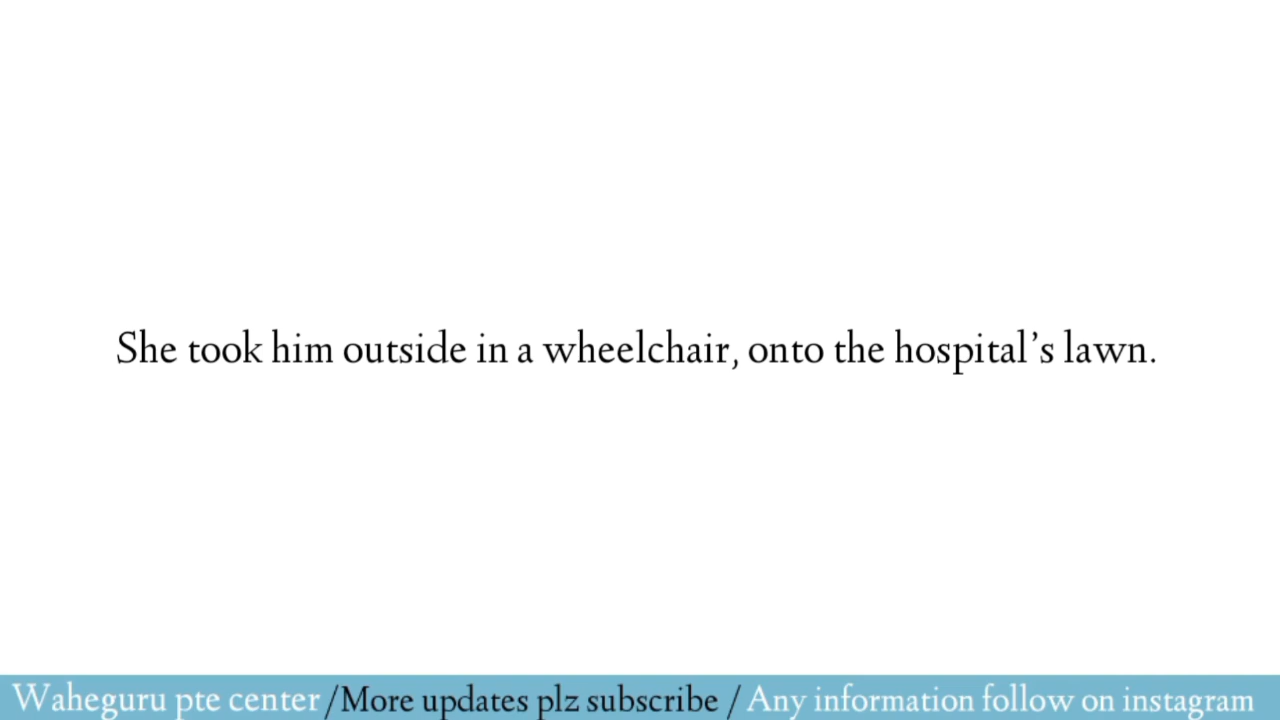 She took him outside in a wheelchair, onto the hospital’s lawn.
Waheguru pte center /More updates plz subscribe / Any information follow on instagram